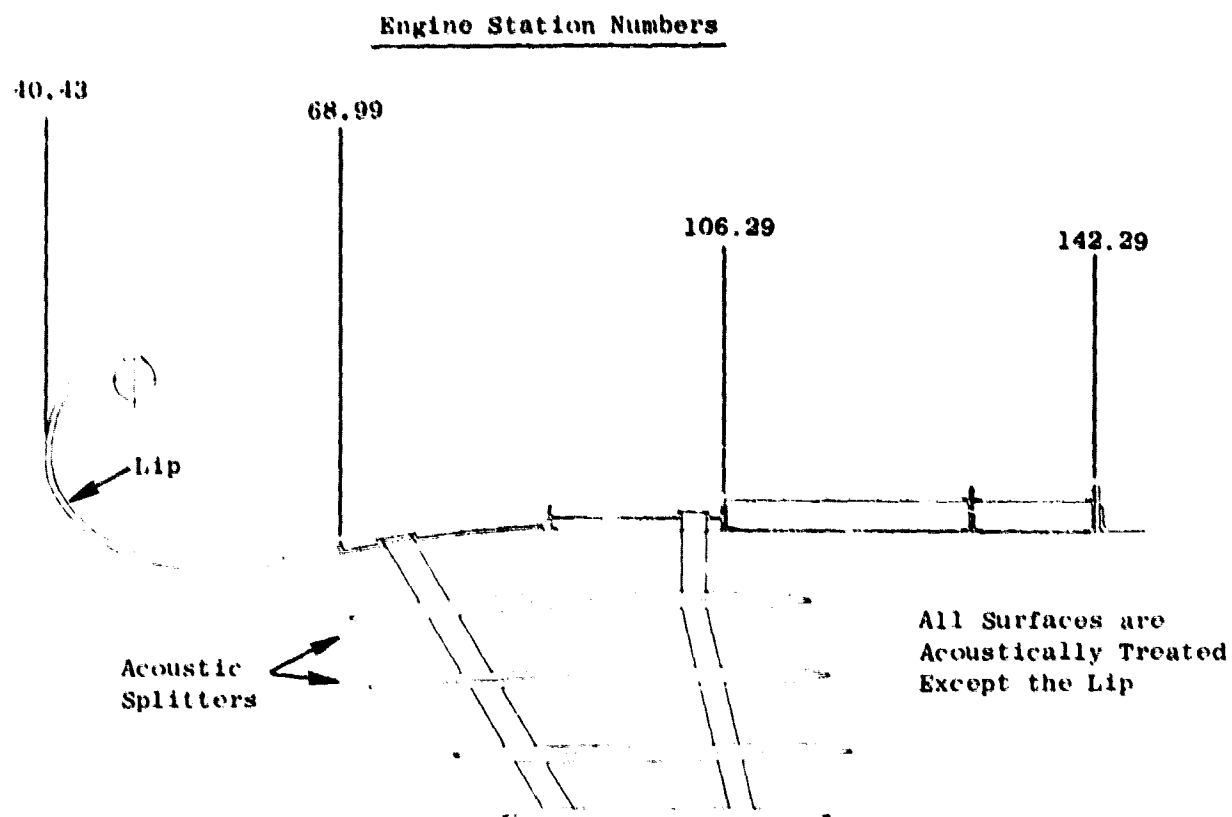 Engine Station Numbers
40.43
68.99
106.29
142.29
Lip
Acoustic
Splitters
All Surfaces are
Acoustically Treated
Except the Lip